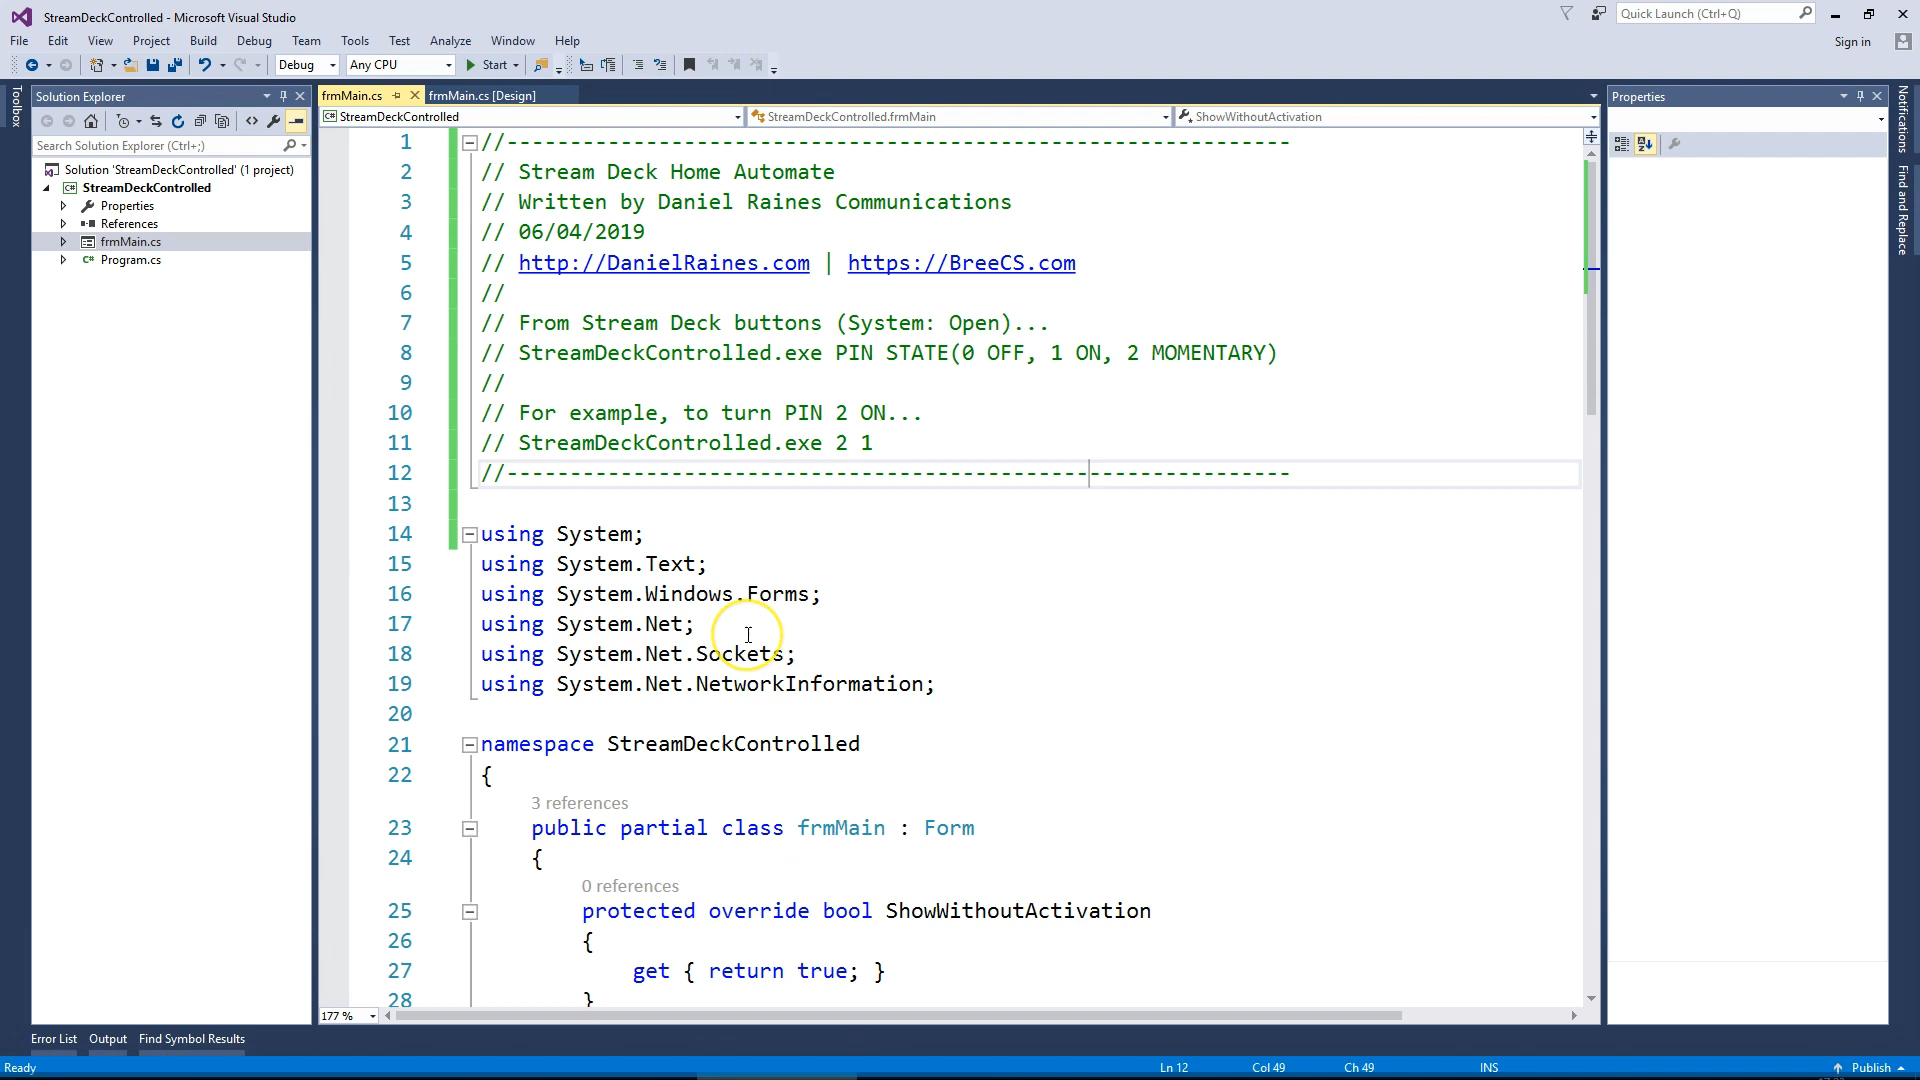 StreamDeckControlled - Microsoft Visual Studio
Quick Launch (Ctrl+Q)
File Edit View Project Build Debug Team Tools Test Analyze Window Help
Sign in
Debug Any CPU Start
Toolbox
Solution Explorer
Search Solution Explorer (Ctrl+;)
Solution 'StreamDeckControlled' (1 project)
C# StreamDeckControlled
Properties
References
frmMain.cs
C# Program.cs
frmMain.cs frmMain.cs [Design]
C# StreamDeckControlled StreamDeckControlled.frmMain ShowWithoutActivation
1 //--------------------------------------------------------------
2 // Stream Deck Home Automate
3 // Written by Daniel Raines Communications
4 // 06/04/2019
5 // http://DanielRaines.com | https://BreeCS.com
6 //
7 // From Stream Deck buttons (System: Open)...
8 // StreamDeckControlled.exe PIN STATE(0 OFF, 1 ON, 2 MOMENTARY)
9 //
10 // For example, to turn PIN 2 ON...
11 // StreamDeckControlled.exe 2 1
12 //--------------------------------------------------------------
13
14 using System;
15 using System.Text;
16 using System.Windows.Forms;
17 using System.Net;
18 using System.Net.Sockets;
19 using System.Net.NetworkInformation;
20
21 namespace StreamDeckControlled
22 {
3 references
23 public partial class frmMain : Form
24 {
0 references
25 protected override bool ShowWithoutActivation
26 {
27 get { return true; }
28 }
177 %
Properties
Notifications
Find and Replace
Error List Output Find Symbol Results
Ready
Ln 12 Col 49 Ch 49 INS
Publish